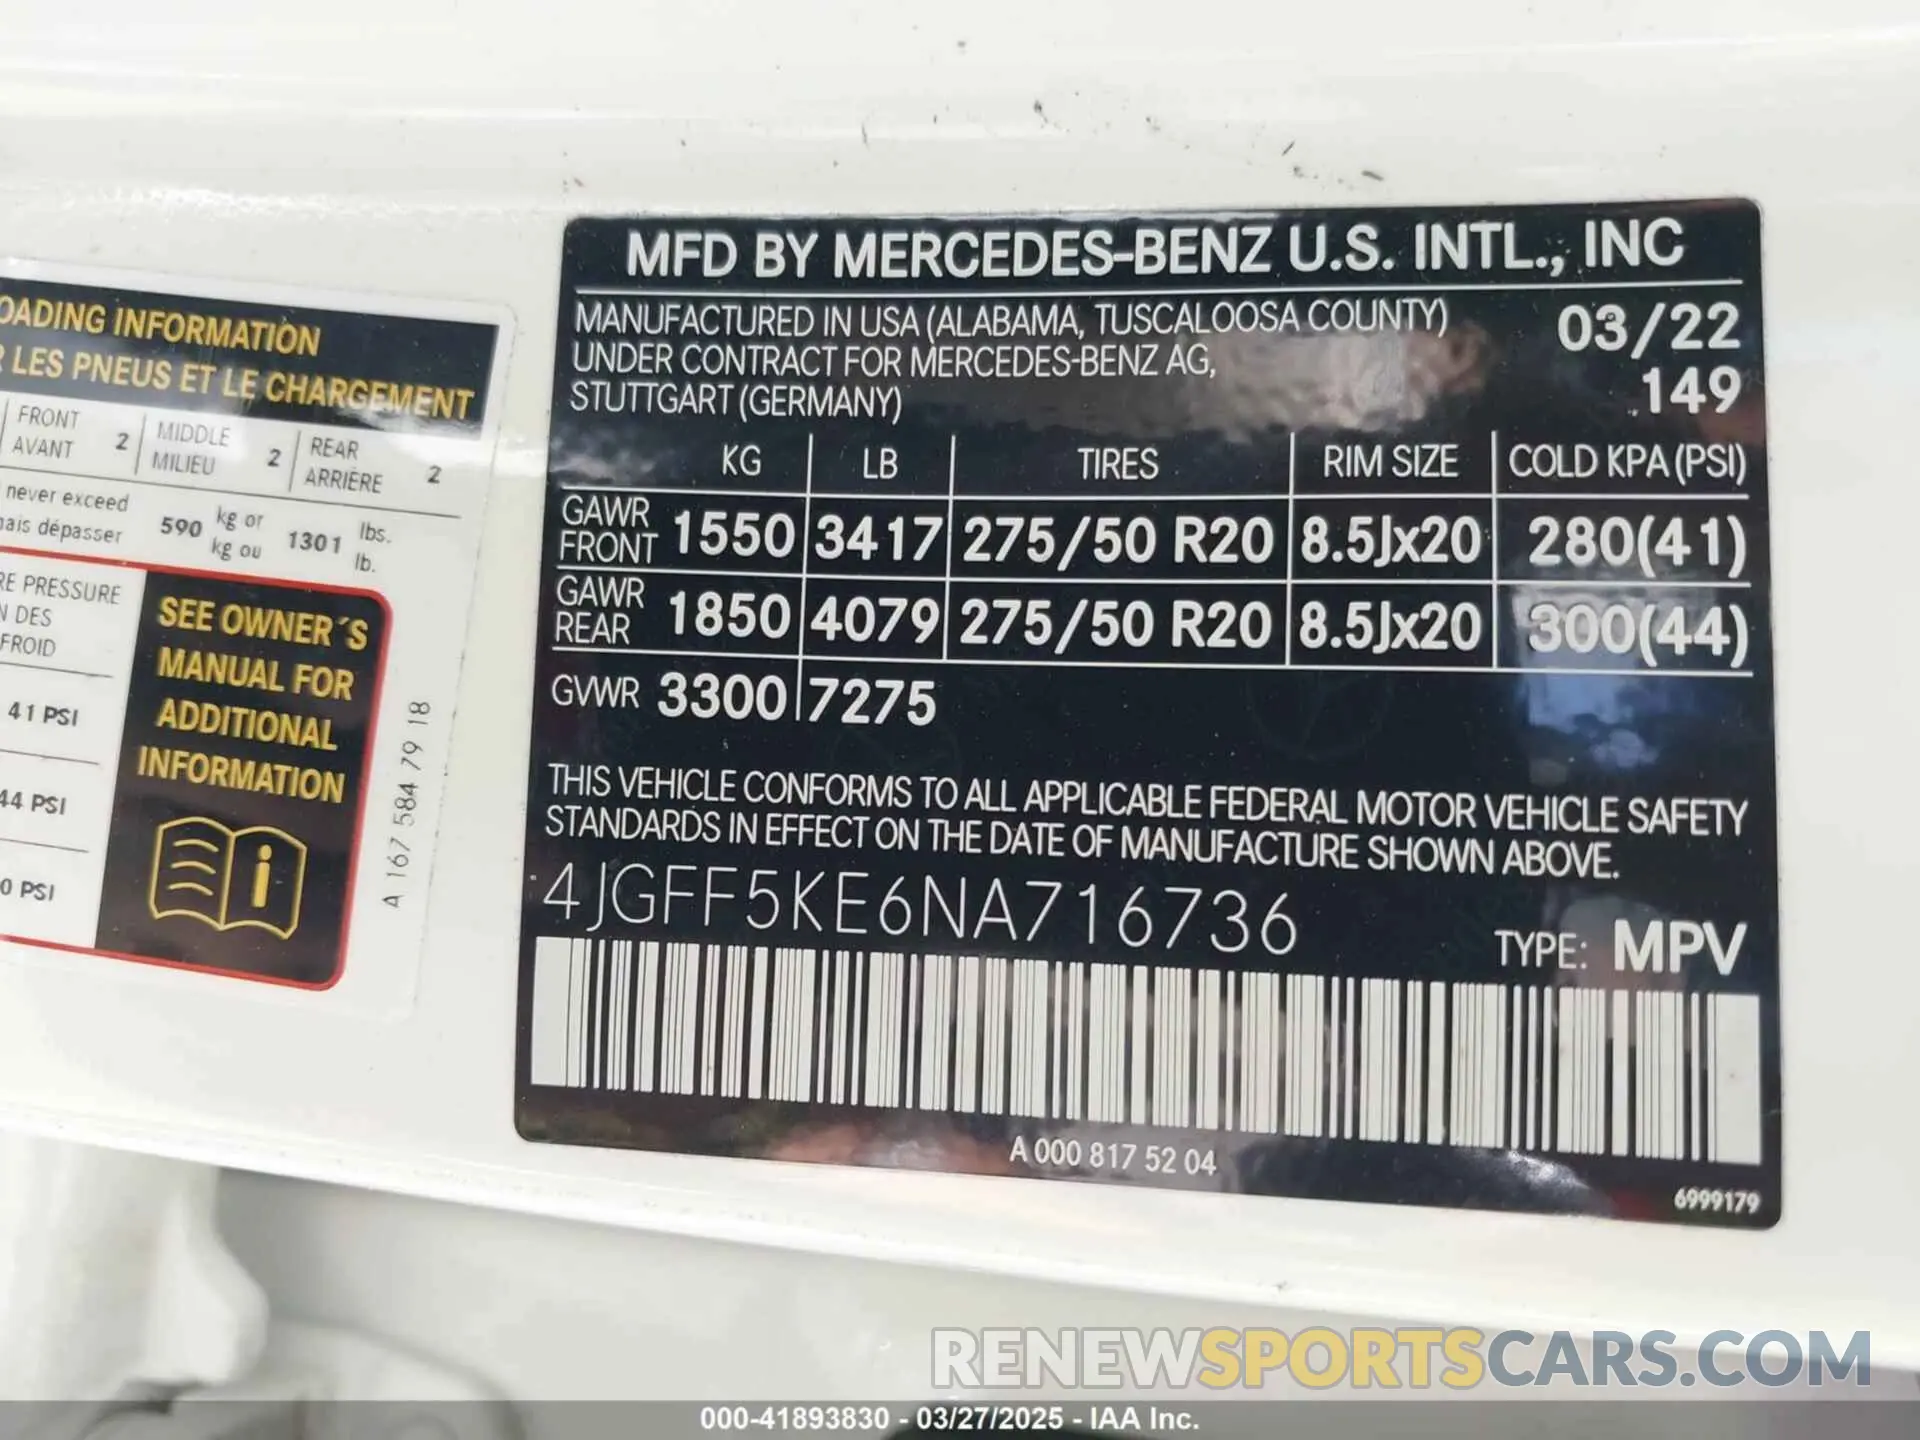 OADING INFORMATION
R LES PNEUS ET LE CHARGEMENT
FRONT
AVANT 2
MIDDLE
MILIEU 2
REAR
ARRIÈRE 2
never exceed
mais dépasser
590 kg or
kg ou
1301 lbs.
lb.
RE PRESSURE
N DES
FROID
41 PSI
44 PSI
0 PSI
SEE OWNER´S
MANUAL FOR
ADDITIONAL
INFORMATION
A 167 584 79 18
MFD BY MERCEDES-BENZ U.S. INTL., INC
MANUFACTURED IN USA (ALABAMA, TUSCALOOSA COUNTY)
UNDER CONTRACT FOR MERCEDES-BENZ AG,
STUTTGART (GERMANY)
03/22
149
KG LB TIRES RIM SIZE COLD KPA (PSI)
GAWR
FRONT 1550 3417 275/50 R20 8.5Jx20 280(41)
GAWR
REAR 1850 4079 275/50 R20 8.5Jx20 300(44)
GVWR 3300 7275
THIS VEHICLE CONFORMS TO ALL APPLICABLE FEDERAL MOTOR VEHICLE SAFETY
STANDARDS IN EFFECT ON THE DATE OF MANUFACTURE SHOWN ABOVE.
4JGFF5KE6NA716736
TYPE: MPV
A 000 817 52 04
6999179
RENEWSPORTSCARS.COM
000-41893830 - 03/27/2025 - IAA Inc.